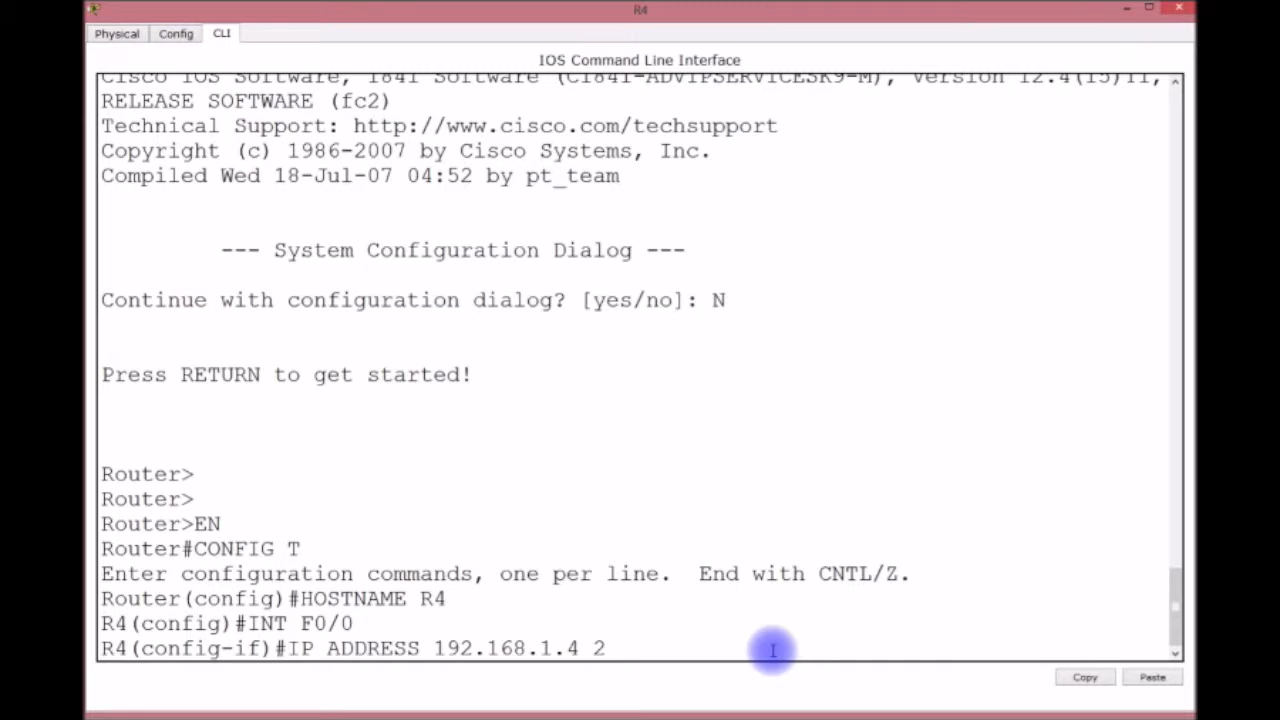 R4
Physical Config CLI
IOS Command Line Interface
Cisco IOS Software, 1841 Software (C1841-ADVIPSERVICESK9-M), Version 12.4(15)T1,
RELEASE SOFTWARE (fc2)
Technical Support: http://www.cisco.com/techsupport
Copyright (c) 1986-2007 by Cisco Systems, Inc.
Compiled Wed 18-Jul-07 04:52 by pt_team
--- System Configuration Dialog ---
Continue with configuration dialog? [yes/no]: N
Press RETURN to get started!
Router>
Router>
Router>EN
Router#CONFIG T
Enter configuration commands, one per line.  End with CNTL/Z.
Router(config)#HOSTNAME R4
R4(config)#INT F0/0
R4(config-if)#IP ADDRESS 192.168.1.4 2
Copy Paste